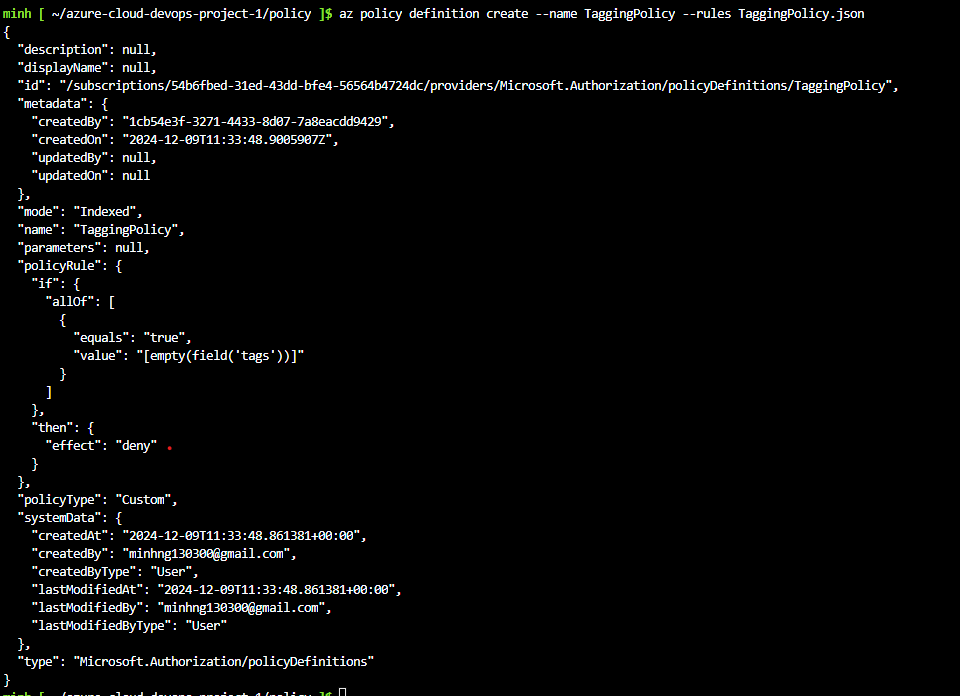 minh [ ~/azure-cloud-devops-project-1/policy ]$ az policy definition create --name TaggingPolicy --rules TaggingPolicy.json
{
  "description": null,
  "displayName": null,
  "id": "/subscriptions/54b6fbed-31ed-43dd-bfe4-56564b4724dc/providers/Microsoft.Authorization/policyDefinitions/TaggingPolicy",
  "metadata": {
    "createdBy": "1cb54e3f-3271-4433-8d07-7a8eacdd9429",
    "createdOn": "2024-12-09T11:33:48.9005907Z",
    "updatedBy": null,
    "updatedOn": null
  },
  "mode": "Indexed",
  "name": "TaggingPolicy",
  "parameters": null,
  "policyRule": {
    "if": {
      "allOf": [
        {
          "equals": "true",
          "value": "[empty(field('tags'))]"
        }
      ]
    },
    "then": {
      "effect": "deny"
    }
  },
  "policyType": "Custom",
  "systemData": {
    "createdAt": "2024-12-09T11:33:48.861381+00:00",
    "createdBy": "minhng130300@gmail.com",
    "createdByType": "User",
    "lastModifiedAt": "2024-12-09T11:33:48.861381+00:00",
    "lastModifiedBy": "minhng130300@gmail.com",
    "lastModifiedByType": "User"
  },
  "type": "Microsoft.Authorization/policyDefinitions"
}
minh [ ~/azure-cloud-devops-project-1/policy ]$